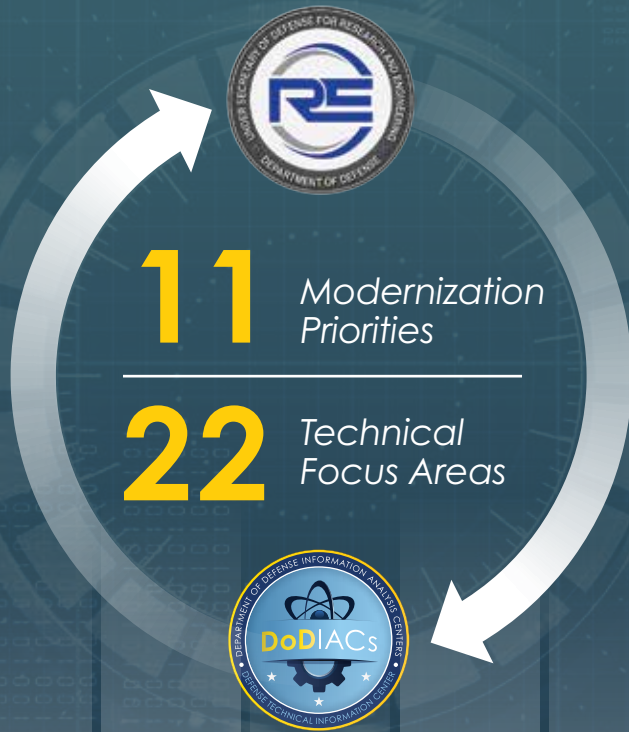 UNDER SECRETARY OF DEFENSE FOR RESEARCH AND ENGINEERING
RE
DEPARTMENT OF DEFENSE
11 Modernization
Priorities
22 Technical
Focus Areas
DEPARTMENT OF DEFENSE INFORMATION ANALYSIS CENTERS
DoDIACs
DEFENSE TECHNICAL INFORMATION CENTER